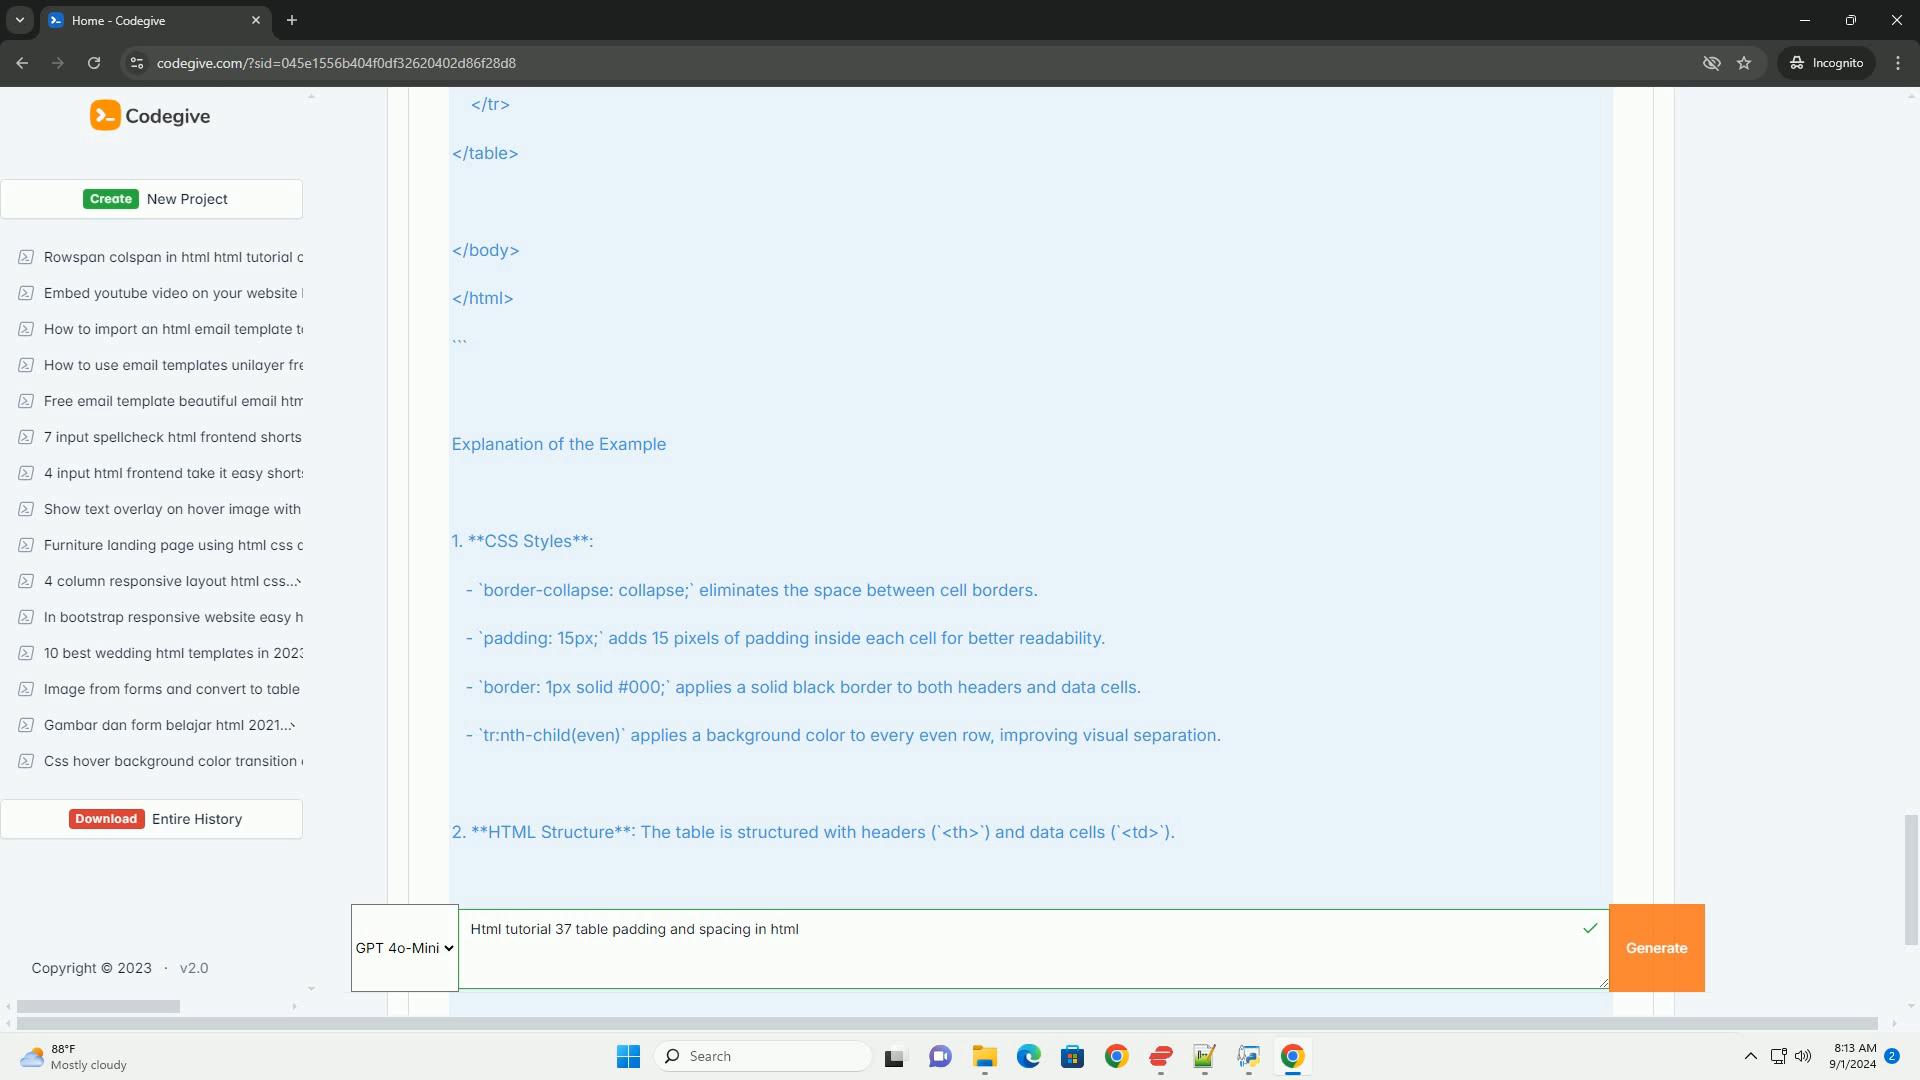 Home - Codegive
codegive.com/?sid=045e1556b404f0df32620402d86f28d8
Incognito
Codegive
Create New Project
Rowspan colspan in html html tutorial
Embed youtube video on your website
How to import an html email template
How to use email templates unilayer
Free email template beautiful email
7 input spellcheck html frontend shorts
4 input html frontend take it easy
Show text overlay on hover image with
Furniture landing page using html css
4 column responsive layout html css...
In bootstrap responsive website easy
10 best wedding html templates in
Image from forms and convert to table
Gambar dan form belajar html 2021...
Css hover background color transition
Download Entire History
Copyright © 2023 · v2.0
</tr>
</table>
</body>
</html>
```
Explanation of the Example
1. **CSS Styles**:
- `border-collapse: collapse;` eliminates the space between cell borders.
- `padding: 15px;` adds 15 pixels of padding inside each cell for better readability.
- `border: 1px solid #000;` applies a solid black border to both headers and data cells.
- `tr:nth-child(even)` applies a background color to every even row, improving visual separation.
2. **HTML Structure**: The table is structured with headers (`<th>`) and data cells (`<td>`).
GPT 4o-Mini
Html tutorial 37 table padding and spacing in html
Generate
88°F
Mostly cloudy
Search
8:13 AM
9/1/2024
2